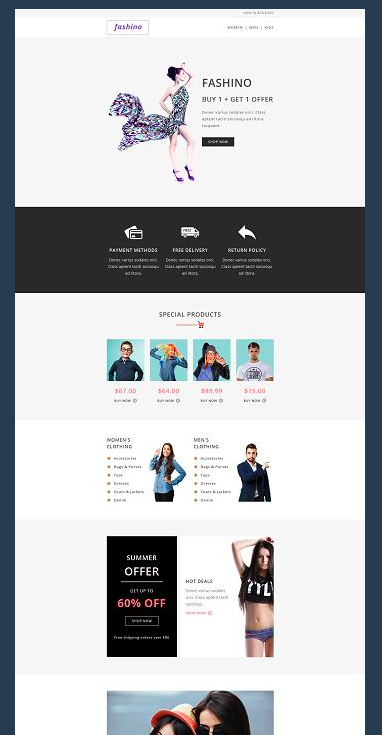 VIEW IN BROWSER
fashino
WOMEN | MEN | KIDS
FASHINO
BUY 1 + GET 1 OFFER
Donec varius sodales orci. Class
aptent taciti sociosqu ad litora
torquent.
SHOP NOW
PAYMENT METHODS
Donec varius sodales orci.
Class aptent taciti sociosqu
ad litora.
FREE DELIVERY
Donec varius sodales orci.
Class aptent taciti sociosqu
ad litora.
RETURN POLICY
Donec varius sodales orci.
Class aptent taciti sociosqu
ad litora.
SPECIAL PRODUCTS
$67.00
BUY NOW
$64.00
BUY NOW
$89.99
BUY NOW
$15.00
BUY NOW
WOMEN'S
CLOTHING
Accessories
Bags & Purses
Tops
Dresses
Coats & Jackets
Denim
MEN'S
CLOTHING
Accessories
Bags & Purses
Tops
Dresses
Coats & Jackets
Denim
SUMMER
OFFER
GET UP TO
60% OFF
SHOP NOW
Free shipping orders over $80
HOT DEALS
Donec varius sodales
orci. Class aptent taciti
sociosqu
SHOP NOW